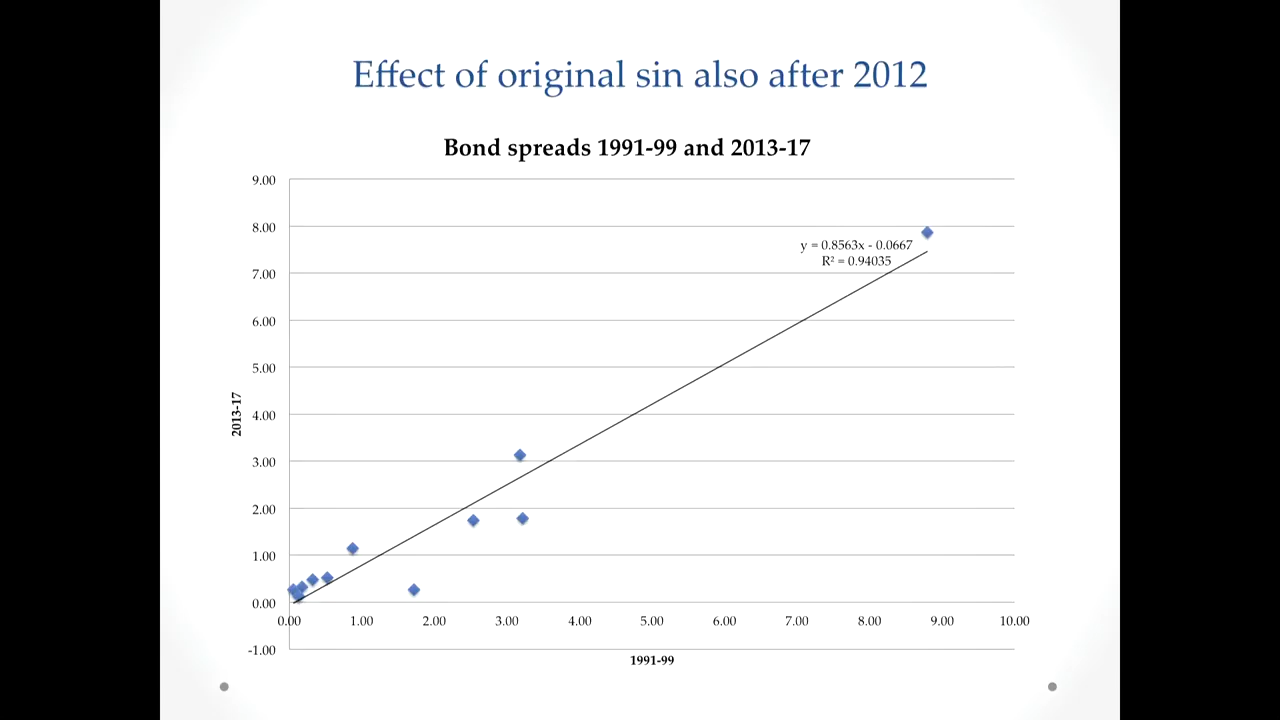 Effect of original sin also after 2012
Bond spreads 1991-99 and 2013-17
9.00
8.00
7.00
6.00
5.00
4.00
3.00
2.00
1.00
0.00
-1.00
2013-17
y = 0.8563x - 0.0667
R² = 0.94035
0.00 1.00 2.00 3.00 4.00 5.00 6.00 7.00 8.00 9.00 10.00
1991-99